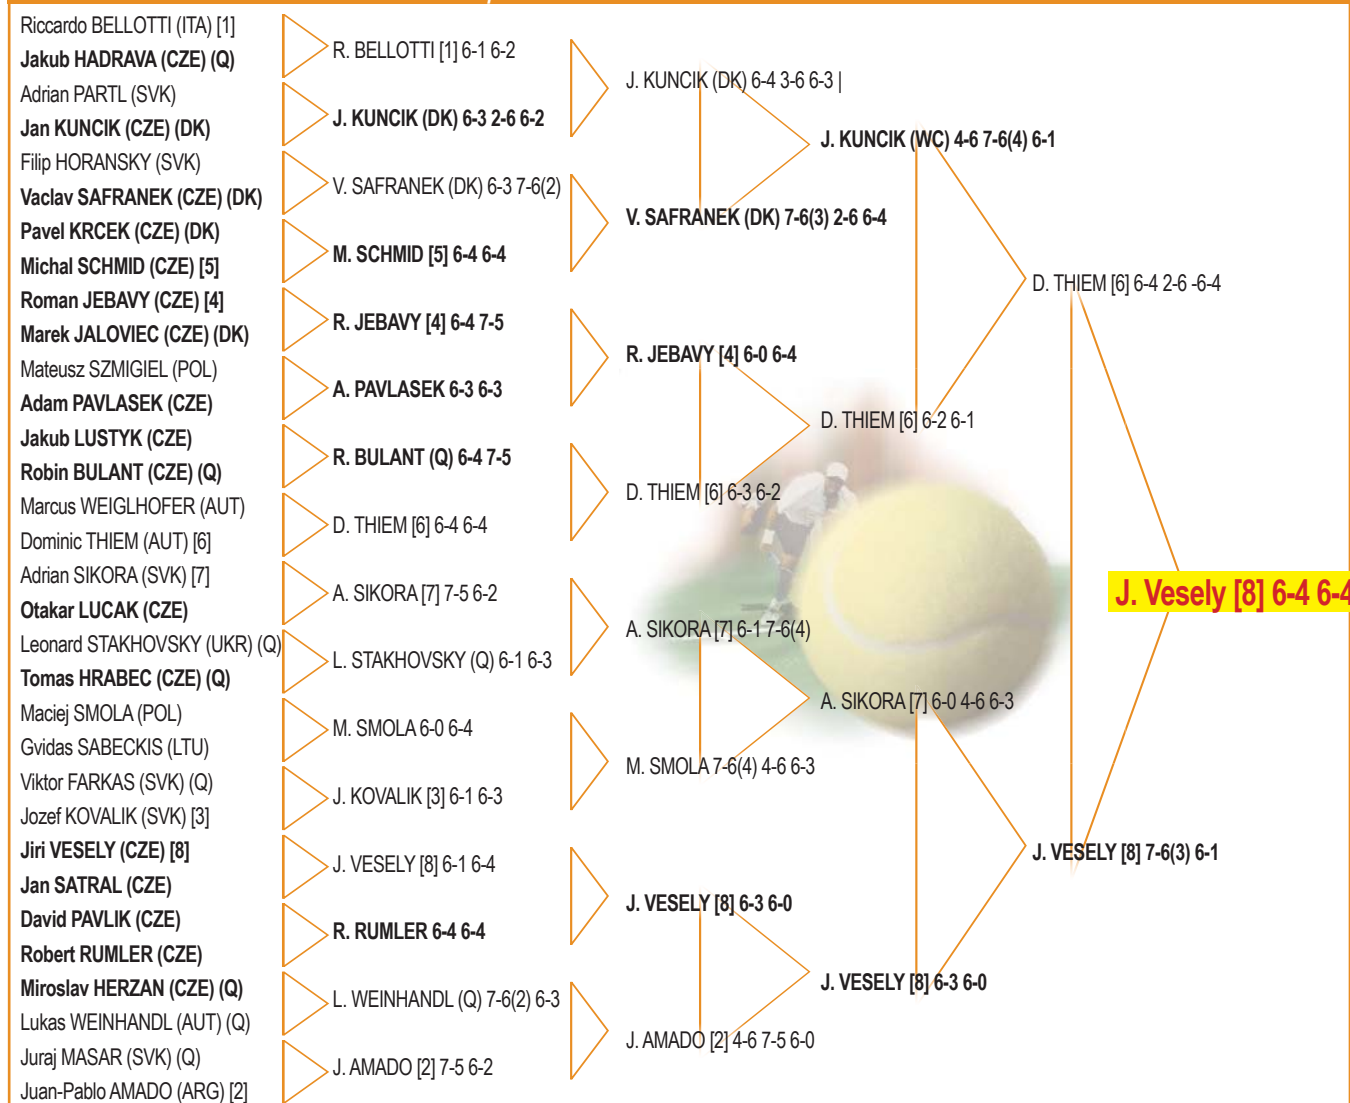 Riccardo BELLOTTI (ITA) [1]
Jakub HADRAVA (CZE) (Q)
Adrian PARTL (SVK)
Jan KUNCIK (CZE) (DK)
Filip HORANSKY (SVK)
Vaclav SAFRANEK (CZE) (DK)
Pavel KRCEK (CZE) (DK)
Michal SCHMID (CZE) [5]
Roman JEBAVY (CZE) [4]
Marek JALOVIEC (CZE) (DK)
Mateusz SZMIGIEL (POL)
Adam PAVLASEK (CZE)
Jakub LUSTYK (CZE)
Robin BULANT (CZE) (Q)
Marcus WEIGLHOFER (AUT)
Dominic THIEM (AUT) [6]
Adrian SIKORA (SVK) [7]
Otakar LUCAK (CZE)
Leonard STAKHOVSKY (UKR) (Q)
Tomas HRABEC (CZE) (Q)
Maciej SMOLA (POL)
Gvidas SABECKIS (LTU)
Viktor FARKAS (SVK) (Q)
Jozef KOVALIK (SVK) [3]
Jiri VESELY (CZE) [8]
Jan SATRAL (CZE)
David PAVLIK (CZE)
Robert RUMLER (CZE)
Miroslav HERZAN (CZE) (Q)
Lukas WEINHANDL (AUT) (Q)
Juraj MASAR (SVK) (Q)
Juan-Pablo AMADO (ARG) [2]
R. BELLOTTI [1] 6-1 6-2
J. KUNCIK (DK) 6-3 2-6 6-2
V. SAFRANEK (DK) 6-3 7-6(2)
M. SCHMID [5] 6-4 6-4
R. JEBAVY [4] 6-4 7-5
A. PAVLASEK 6-3 6-3
R. BULANT (Q) 6-4 7-5
D. THIEM [6] 6-4 6-4
A. SIKORA [7] 7-5 6-2
L. STAKHOVSKY (Q) 6-1 6-3
M. SMOLA 6-0 6-4
J. KOVALIK [3] 6-1 6-3
J. VESELY [8] 6-1 6-4
R. RUMLER 6-4 6-4
L. WEINHANDL (Q) 7-6(2) 6-3
J. AMADO [2] 7-5 6-2
J. KUNCIK (DK) 6-4 3-6 6-3 |
V. SAFRANEK (DK) 7-6(3) 2-6 6-4
R. JEBAVY [4] 6-0 6-4
D. THIEM [6] 6-3 6-2
A. SIKORA [7] 6-1 7-6(4)
M. SMOLA 7-6(4) 4-6 6-3
J. VESELY [8] 6-3 6-0
J. AMADO [2] 4-6 7-5 6-0
J. KUNCIK (WC) 4-6 7-6(4) 6-1
D. THIEM [6] 6-2 6-1
A. SIKORA [7] 6-0 4-6 6-3
J. VESELY [8] 6-3 6-0
D. THIEM [6] 6-4 2-6 -6-4
J. VESELY [8] 7-6(3) 6-1
J. Vesely [8] 6-4 6-4